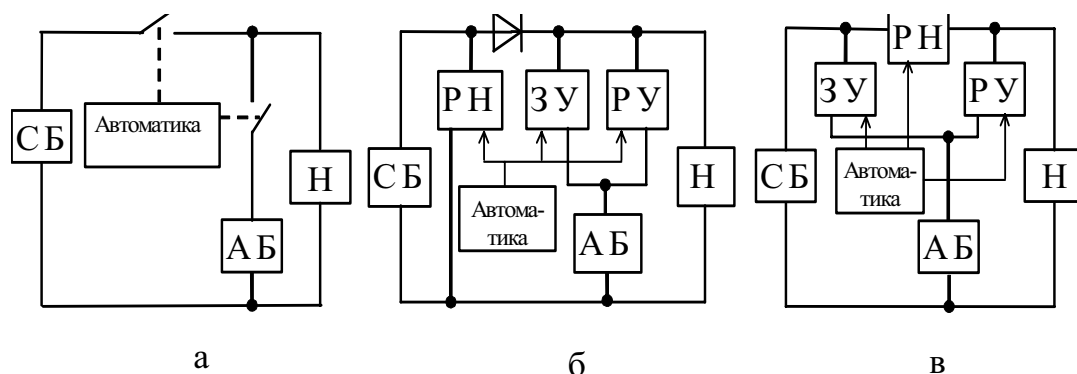 СБ
Автоматика
Н
АБ
а
РН
ЗУ
РУ
СБ
Автома-
тика
Н
АБ
б
РН
ЗУ
РУ
СБ
Автома-
тика
Н
АБ
в